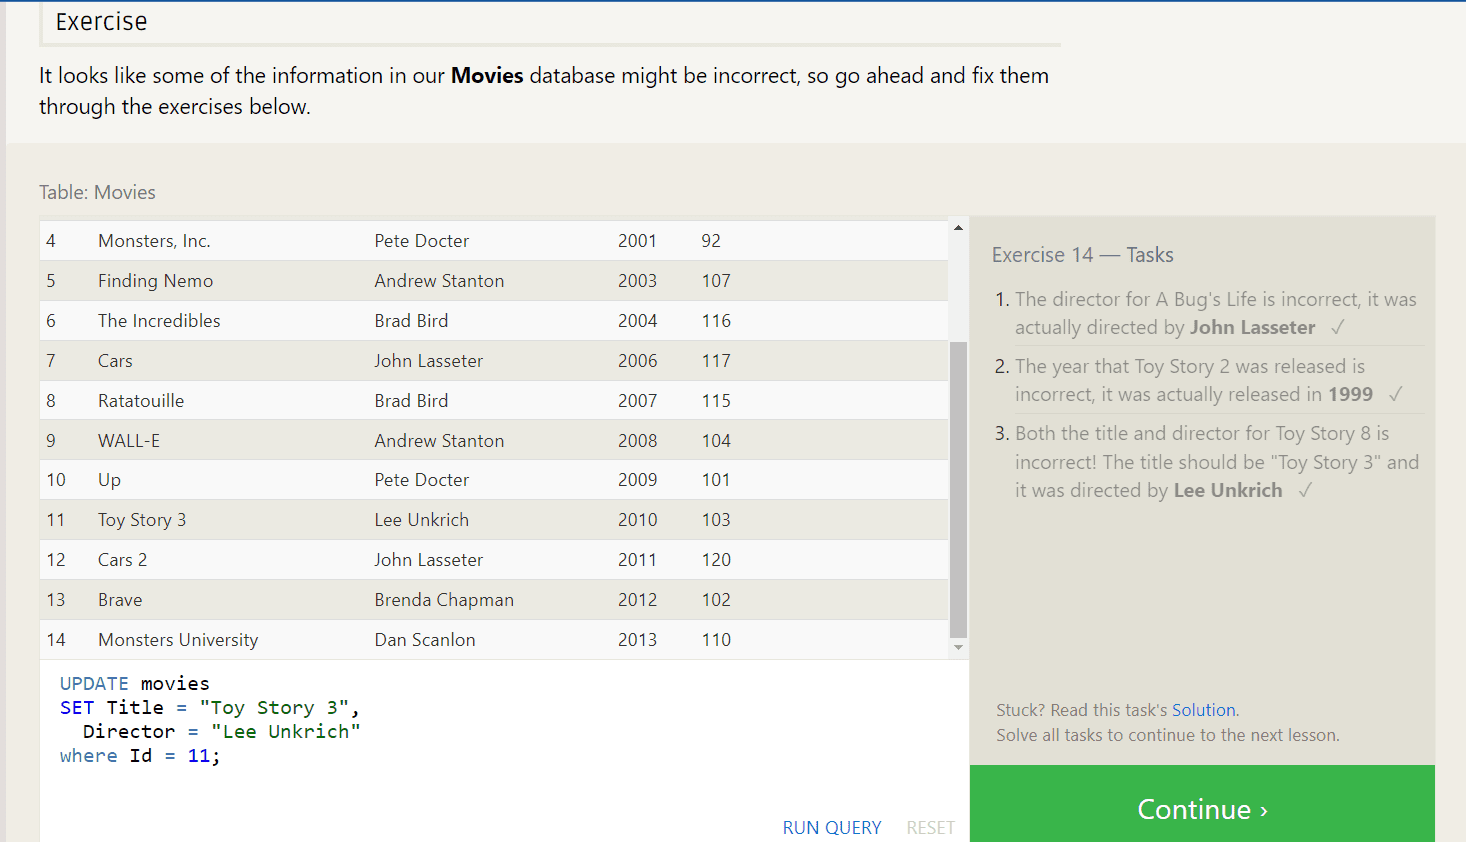 Exercise
It looks like some of the information in our Movies database might be incorrect, so go ahead and fix them
through the exercises below.
Table: Movies
4 Monsters, Inc. Pete Docter 2001 92
5 Finding Nemo Andrew Stanton 2003 107
6 The Incredibles Brad Bird 2004 116
7 Cars John Lasseter 2006 117
8 Ratatouille Brad Bird 2007 115
9 WALL-E Andrew Stanton 2008 104
10 Up Pete Docter 2009 101
11 Toy Story 3 Lee Unkrich 2010 103
12 Cars 2 John Lasseter 2011 120
13 Brave Brenda Chapman 2012 102
14 Monsters University Dan Scanlon 2013 110
UPDATE movies
SET Title = "Toy Story 3",
Director = "Lee Unkrich"
where Id = 11;
RUN QUERY RESET
Exercise 14 — Tasks
1. The director for A Bug's Life is incorrect, it was
actually directed by John Lasseter ✓
2. The year that Toy Story 2 was released is
incorrect, it was actually released in 1999 ✓
3. Both the title and director for Toy Story 8 is
incorrect! The title should be "Toy Story 3" and
it was directed by Lee Unkrich ✓
Stuck? Read this task's Solution.
Solve all tasks to continue to the next lesson.
Continue ›